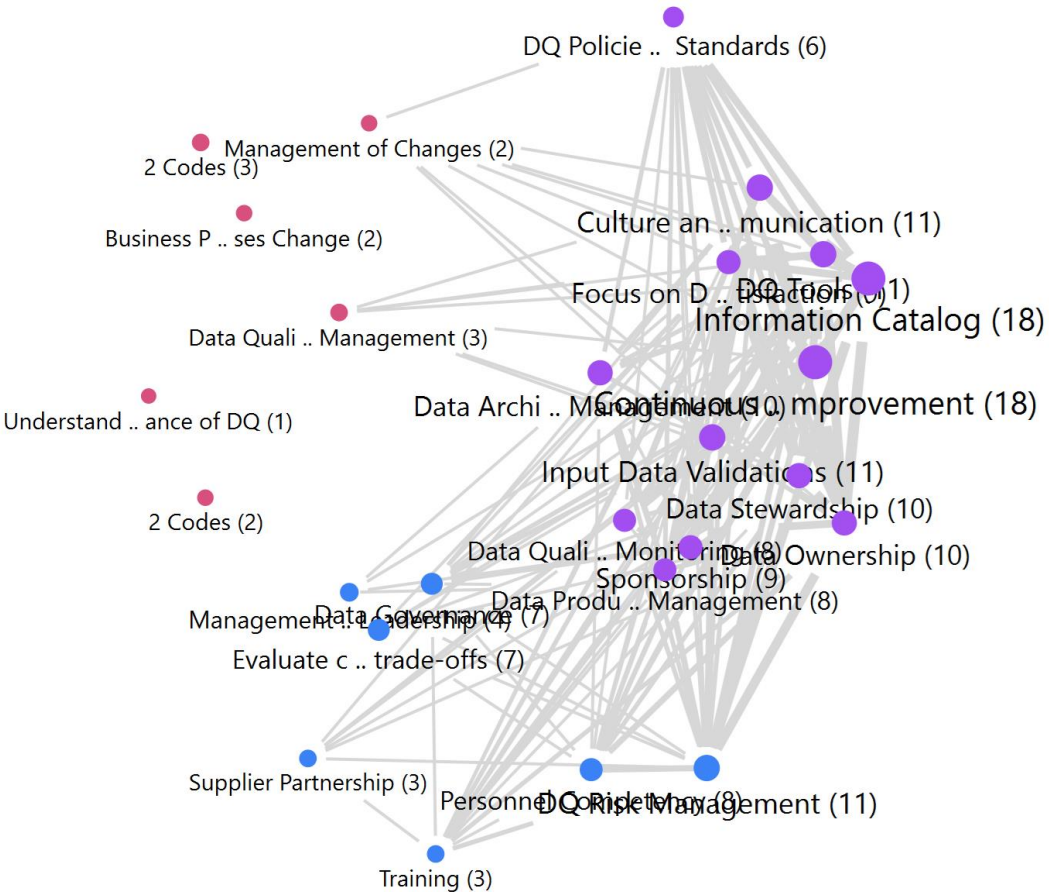 DQ Policie ..  Standards (6)
Management of Changes (2)
2 Codes (3)
Culture an .. munication (11)
Business P .. ses Change (2)
Focus on D .. tisfaction
DQ Tools (11)
Information Catalog (18)
Data Quali .. Management (3)
Data Archi .. Management (10)
Continuous .. mprovement (18)
Understand .. ance of DQ (1)
Input Data Validations (11)
Data Stewardship (10)
2 Codes (2)
Data Quali .. Monitoring (8)
Data Ownership (10)
Sponsorship (9)
Data Produ .. Management (8)
Data Governance (7)
Management .. Leadership (4)
Evaluate c .. trade-offs (7)
Supplier Partnership (3)
Personnel Competency (8)
DQ Risk Management (11)
Training (3)